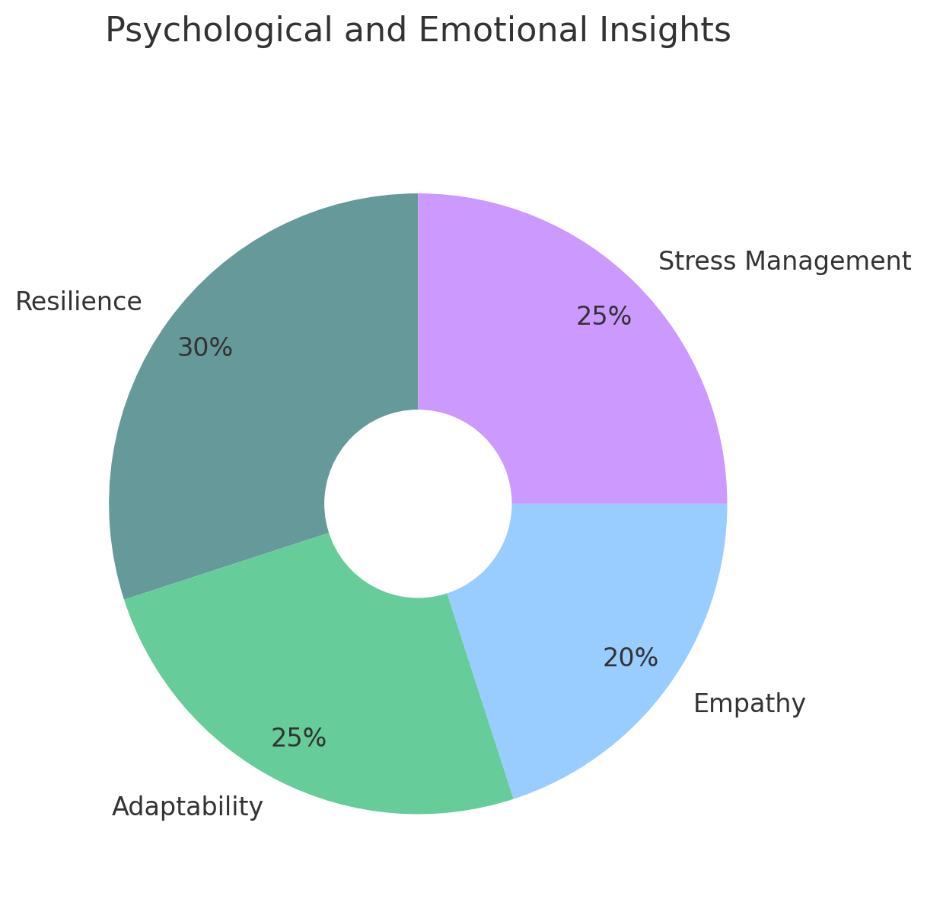 Psychological and Emotional Insights
Stress Management
25%
Resilience
30%
20%
Empathy
25%
Adaptability